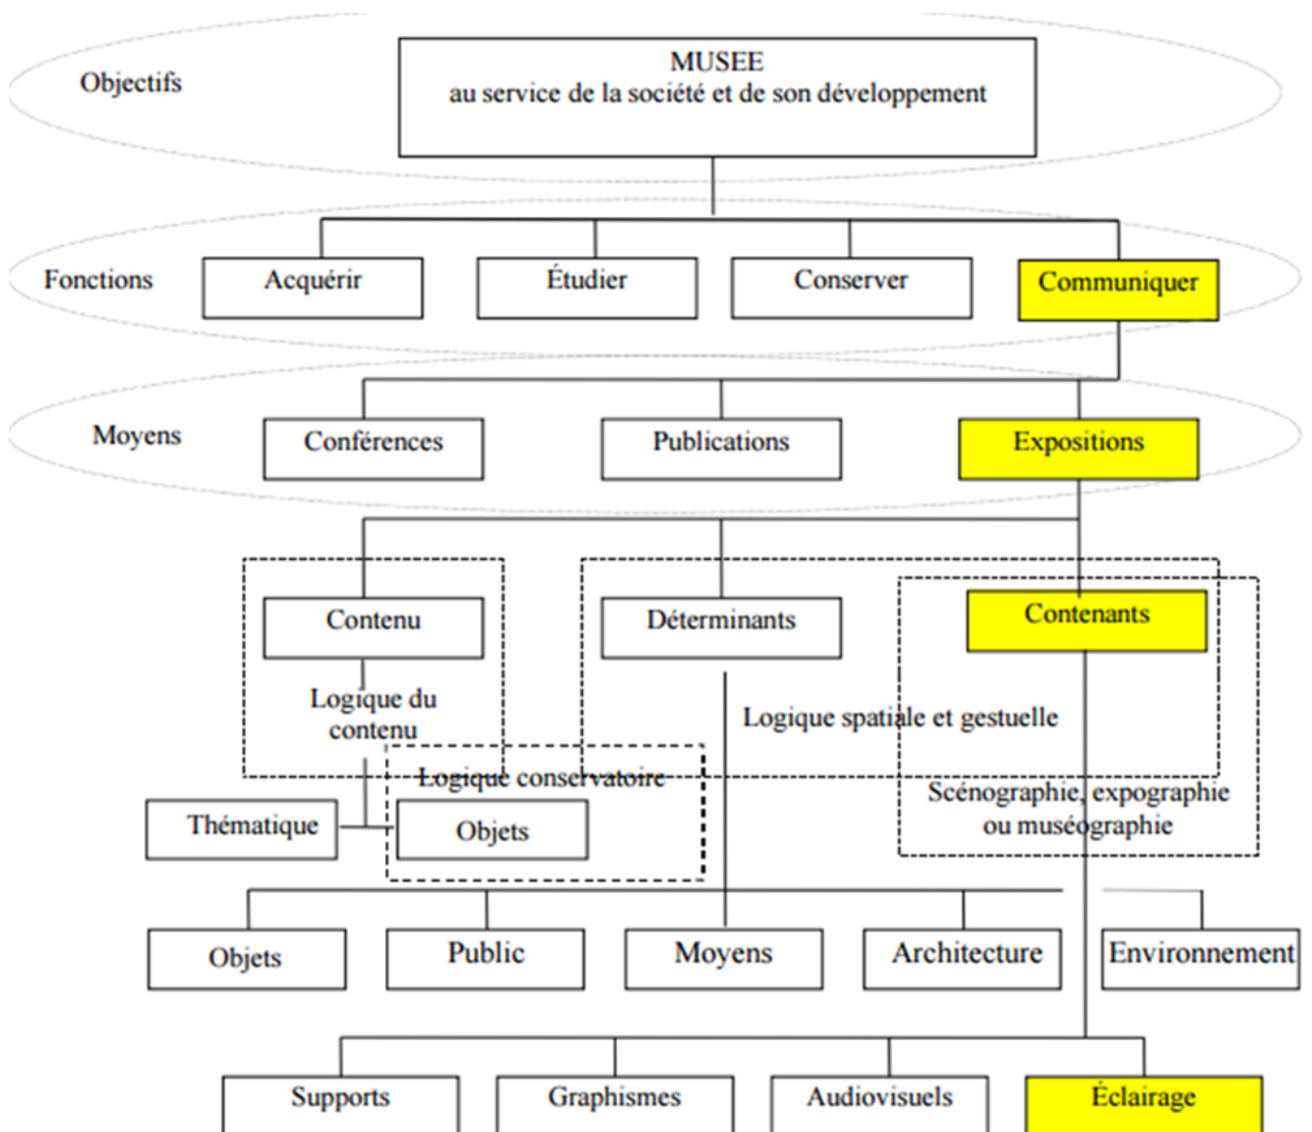 MUSEE
au service de la société et de son développement
Objectifs
Fonctions
Acquérir
Étudier
Conserver
Communiquer
Moyens
Conférences
Publications
Expositions
Contenu
Déterminants
Contenants
Logique du
contenu
Logique spatiale et gestuelle
Logique conservatoire
Scénographie, expographie
ou muséographie
Thématique
Objets
Objets
Public
Moyens
Architecture
Environnement
Supports
Graphismes
Audiovisuels
Éclairage